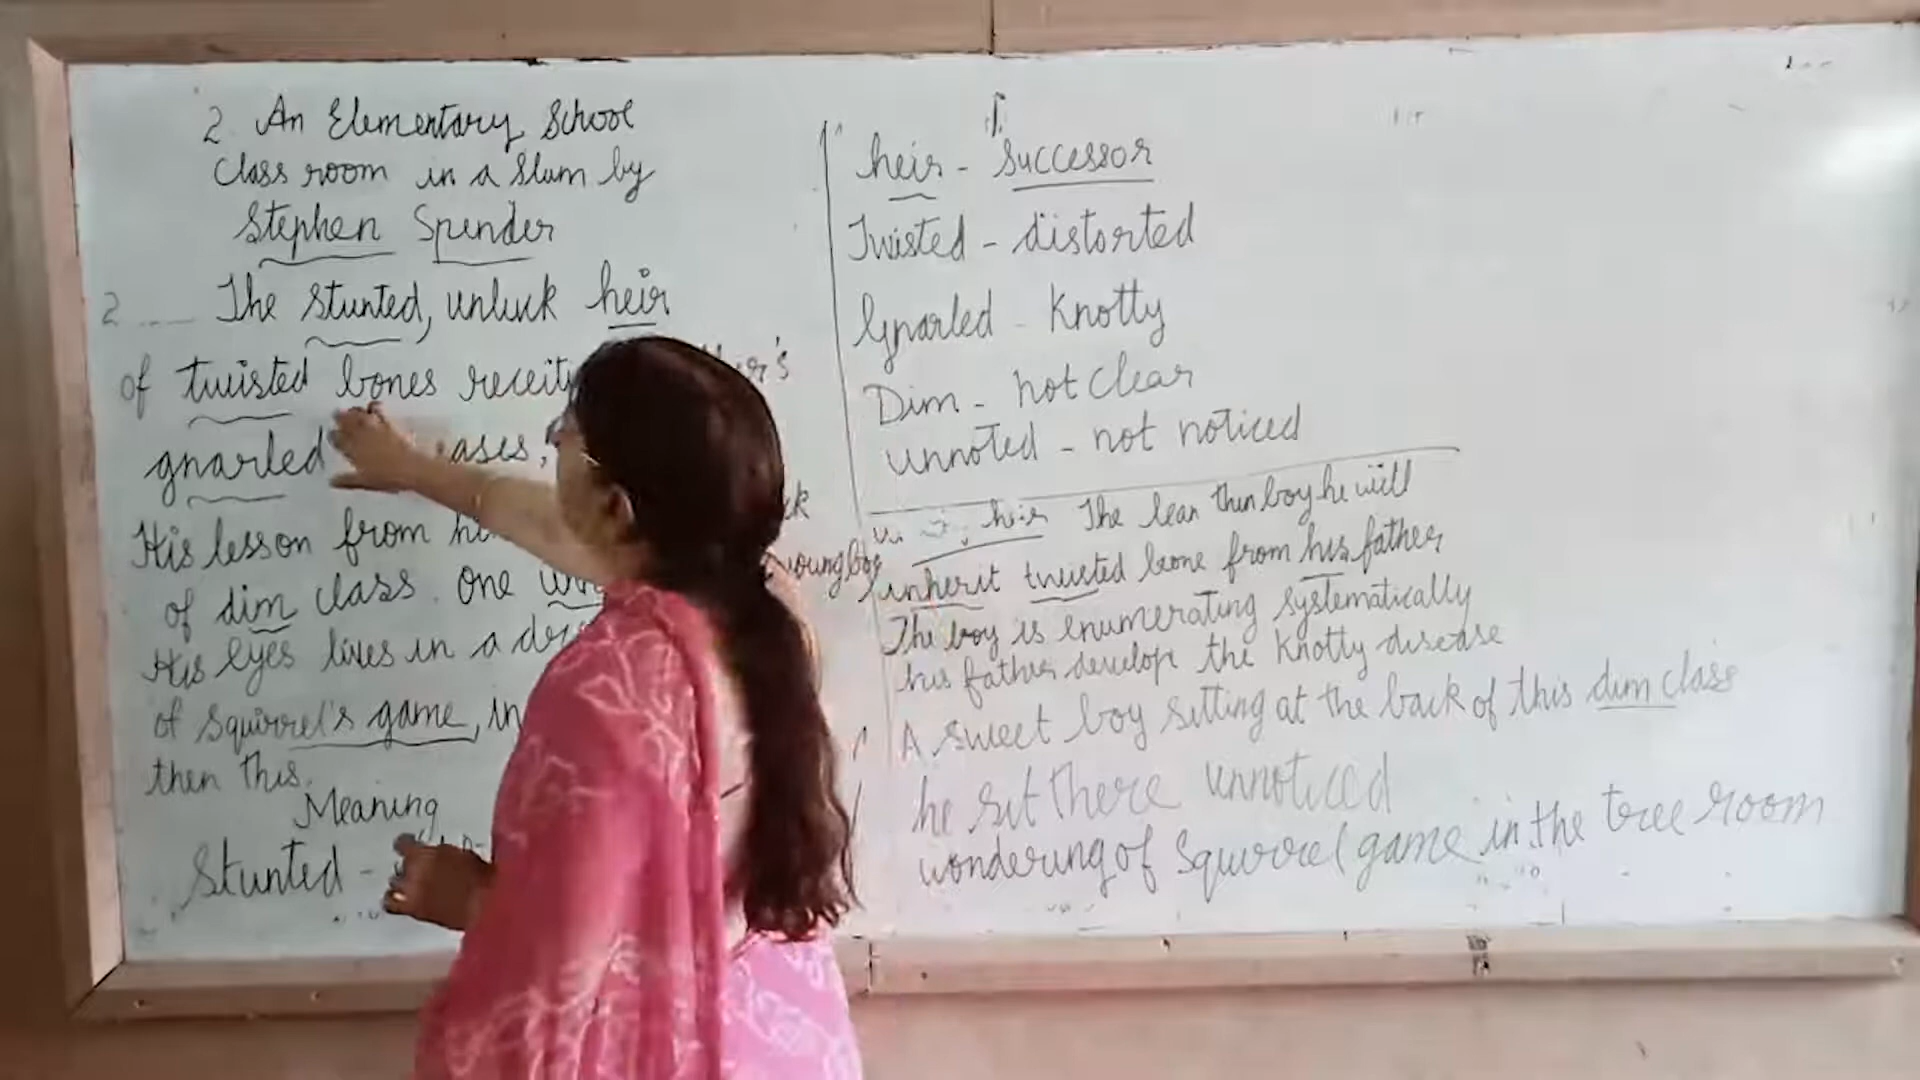 2. An Elementary School
Class room in a Slum by
Stephen Spender
2 .... The stunted, unluck heir
of twisted bones receit
gnarled
His lesson from
of dim class. One
young boy
His eyes lives in a
of squirrel's game, in
then this.
Meaning
Stunted -
heir - successor
Twisted - distorted
Gnarled - Knotty
Dim - not clear
unnoted - not noticed
heir The lean thin boy he will
inherit twisted bone from his father
The boy is enumerating systematically
his father develope the Knotty disease
A sweet boy sitting at the back of this dim class
he sit there unnoticed
wondering of Squirrel game in the tree room